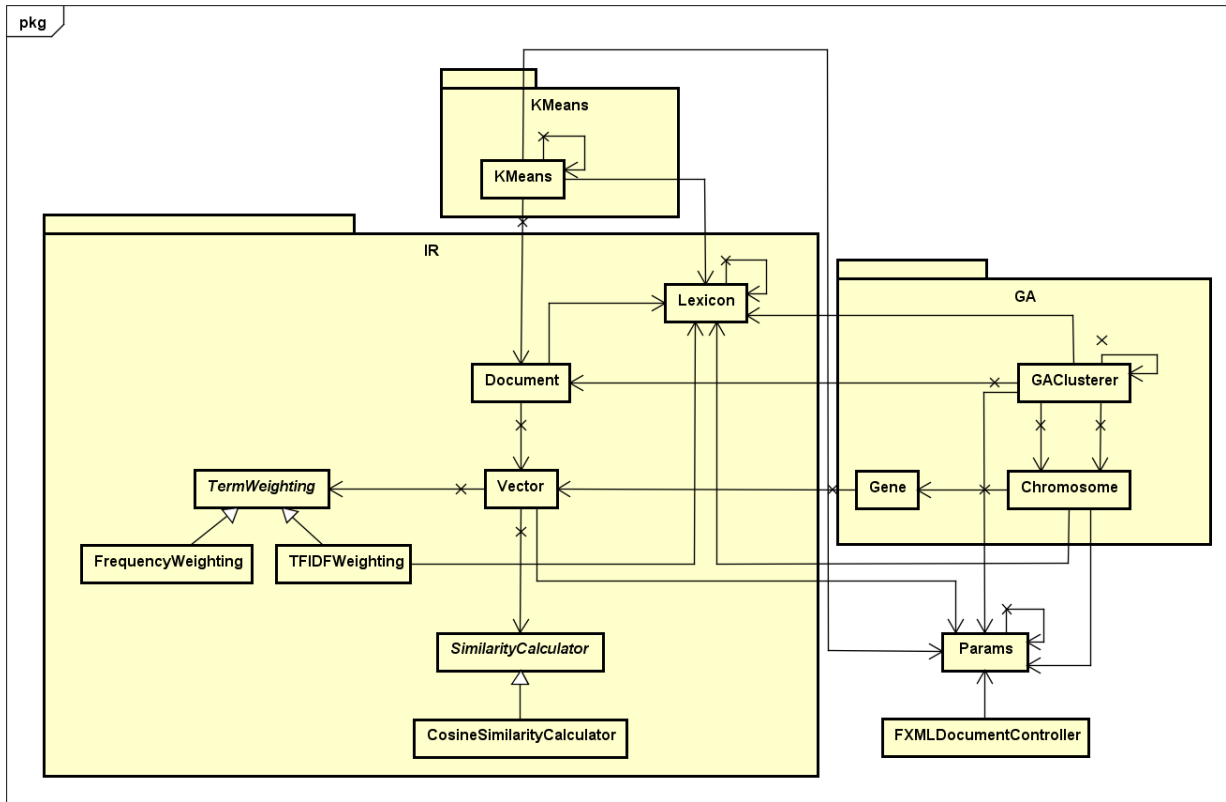 pkg
KMeans
KMeans
IR
Lexicon
GA
Document
GAClusterer
TermWeighting
Vector
Gene
Chromosome
FrequencyWeighting
TFIDFWeighting
SimilarityCalculator
Params
CosineSimilarityCalculator
FXMLDocumentController